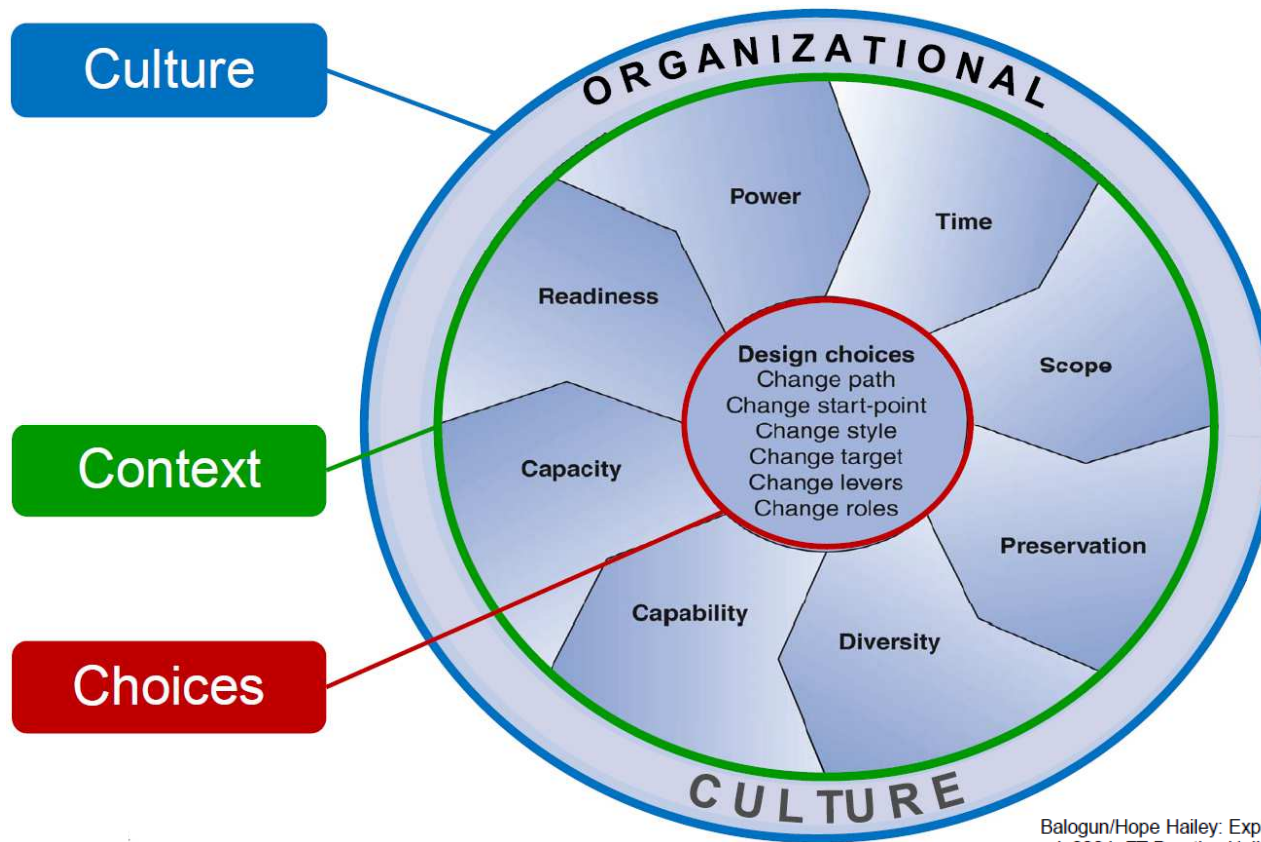 Culture
Context
Choices
ORGANIZATIONAL
Power
Time
Readiness
Scope
Design choices
Change path
Change start-point
Change style
Change target
Change levers
Change roles
Capacity
Preservation
Capability
Diversity
CULTURE
Balogun/Hope Hailey: Exp